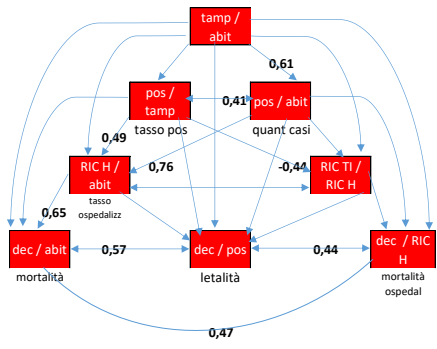 tamp /
abit
0,61
pos /
tamp
0,41
pos / abit
tasso pos
quant casi
0,49
RIC H /
abit
0,76
-0,44
RIC TI /
RIC H
tasso
ospedalizz
0,65
dec / abit
0,57
dec / pos
0,44
dec / RIC
H
mortalità
letalità
mortalità
ospedal
0,47